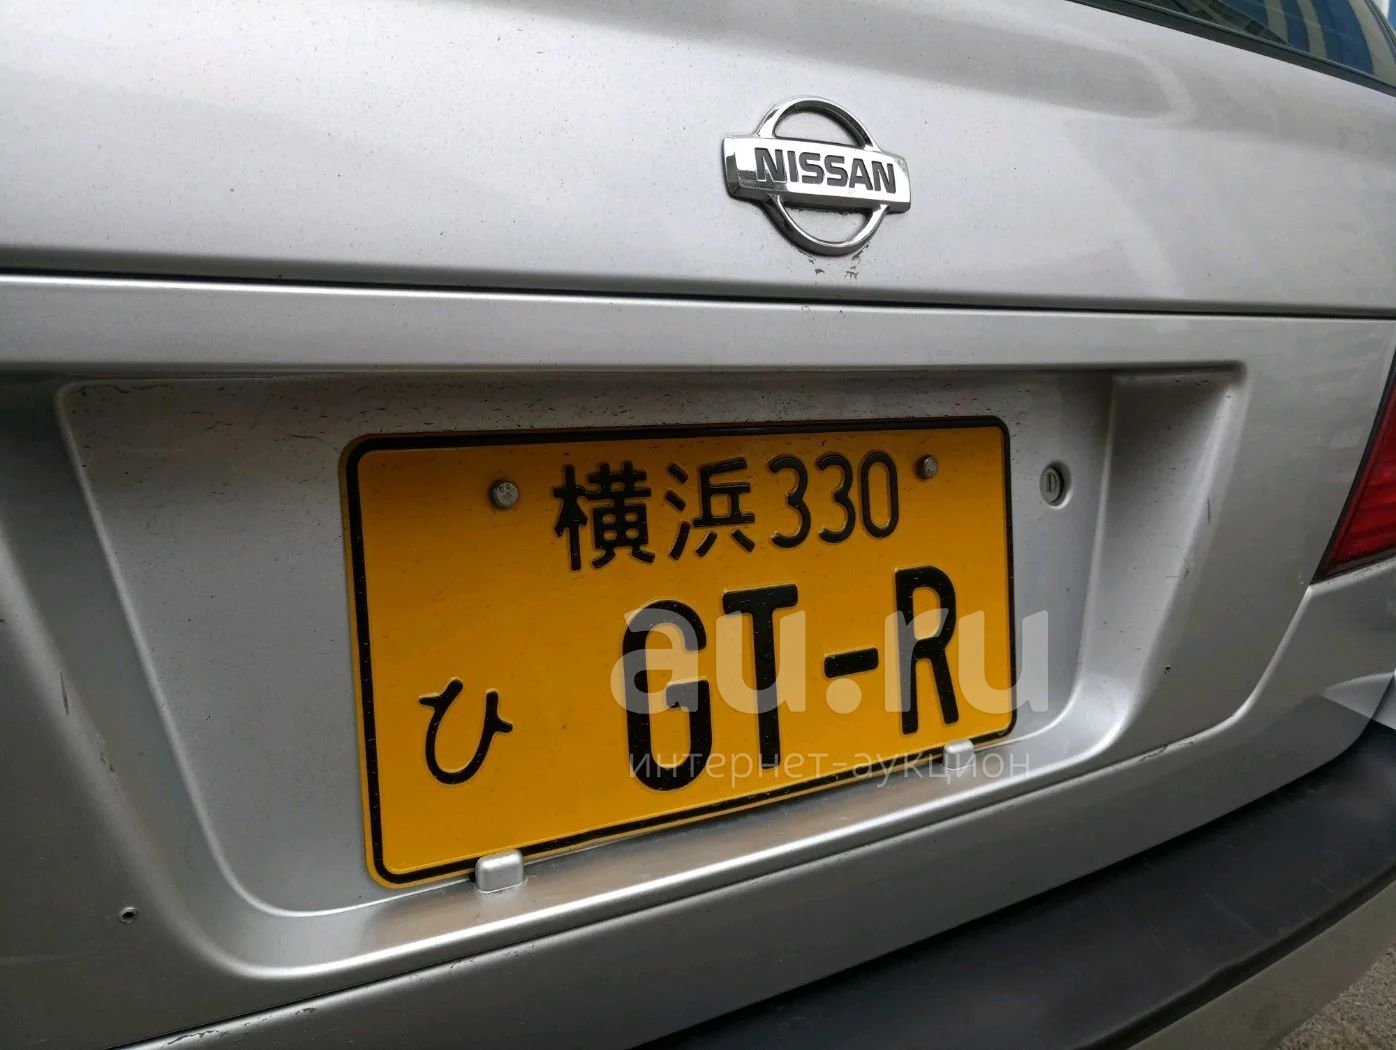 NISSAN
横浜330
ひ GT-R
au.ru
интернет-аукцион